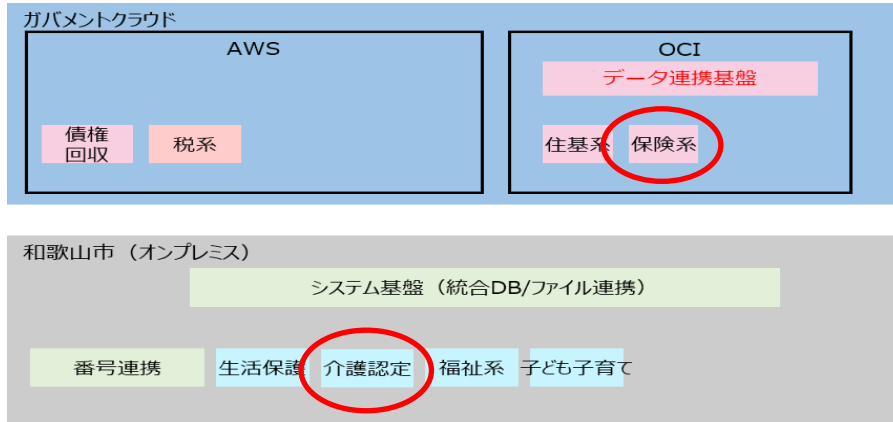 ガバメントクラウド
AWS
OCI
データ連携基盤
債権
回収
税系
住基系
保険系
和歌山市（オンプレミス）
システム基盤（統合DB/ファイル連携）
番号連携
生活保護
介護認定
福祉系
子ども子育て